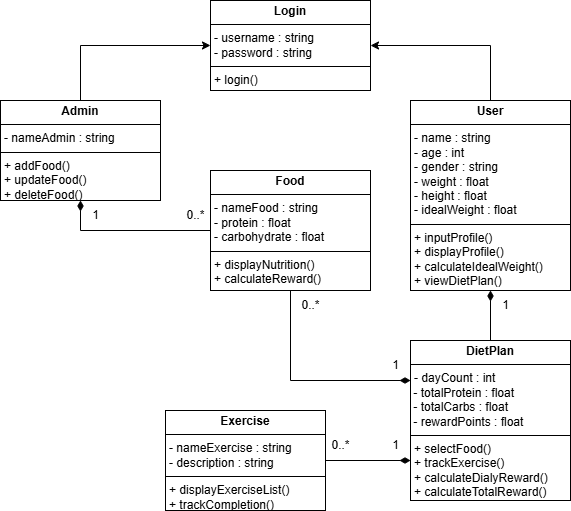 Login
- username : string
- password : string
+ login()
Admin
- nameAdmin : string
+ addFood()
+ updateFood()
+ deleteFood()
1
0..*
User
- name : string
- age : int
- gender : string
- weight : float
- height : float
- idealWeight : float
+ inputProfile()
+ displayProfile()
+ calculateIdealWeight()
+ viewDietPlan()
1
Food
- nameFood : string
- protein : float
- carbohydrate : float
+ displayNutrition()
+ calculateReward()
0..*
1
DietPlan
- dayCount : int
- totalProtein : float
- totalCarbs : float
- rewardPoints : float
+ selectFood()
+ trackExercise()
+ calculateDialyReward()
+ calculateTotalReward()
Exercise
- nameExercise : string
- description : string
+ displayExerciseList()
+ trackCompletion()
0..*
1